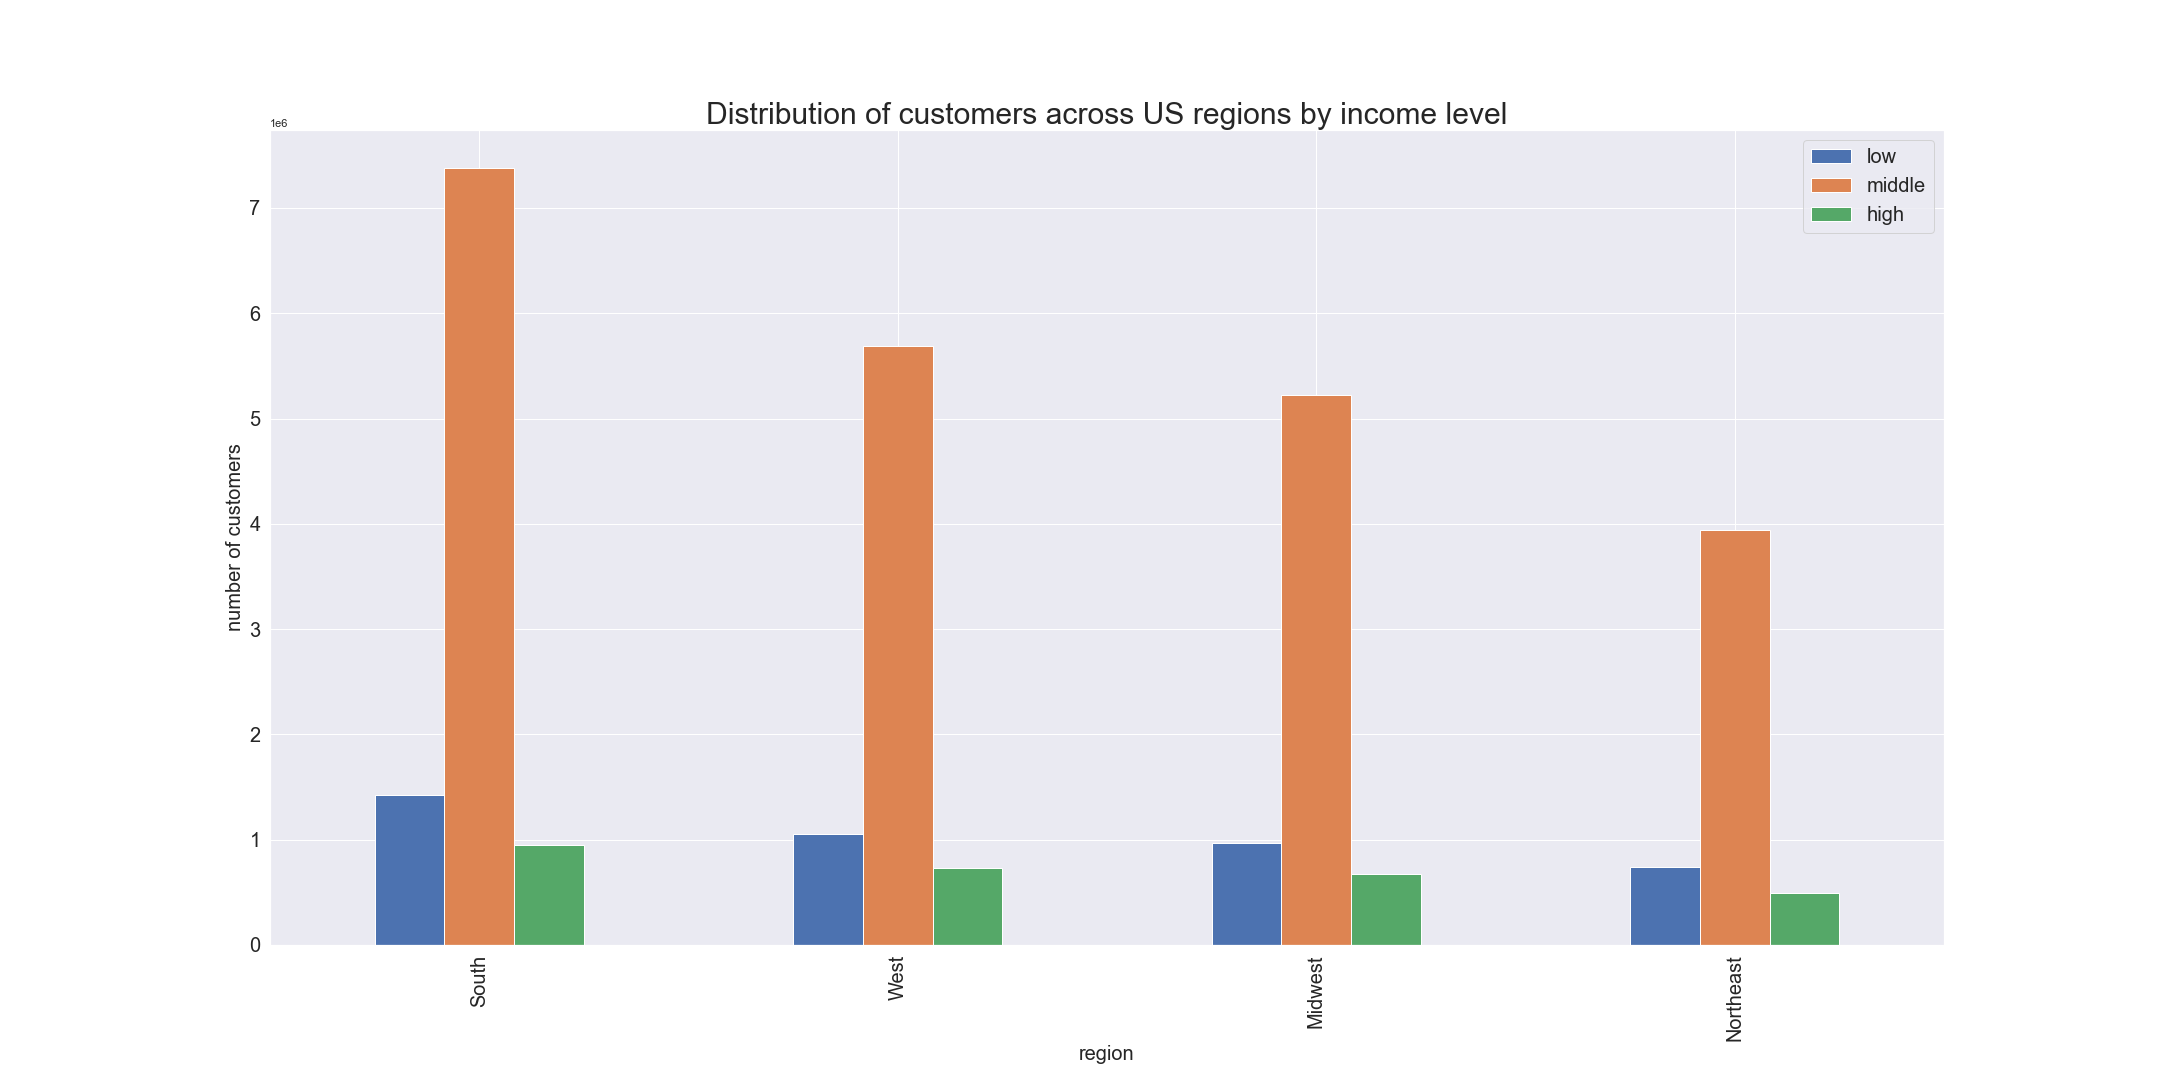 Distribution of customers across US regions by income level
1e6
low
middle
high
7
6
5
4
3
2
1
0
number of customers
South
West
Midwest
Northeast
region